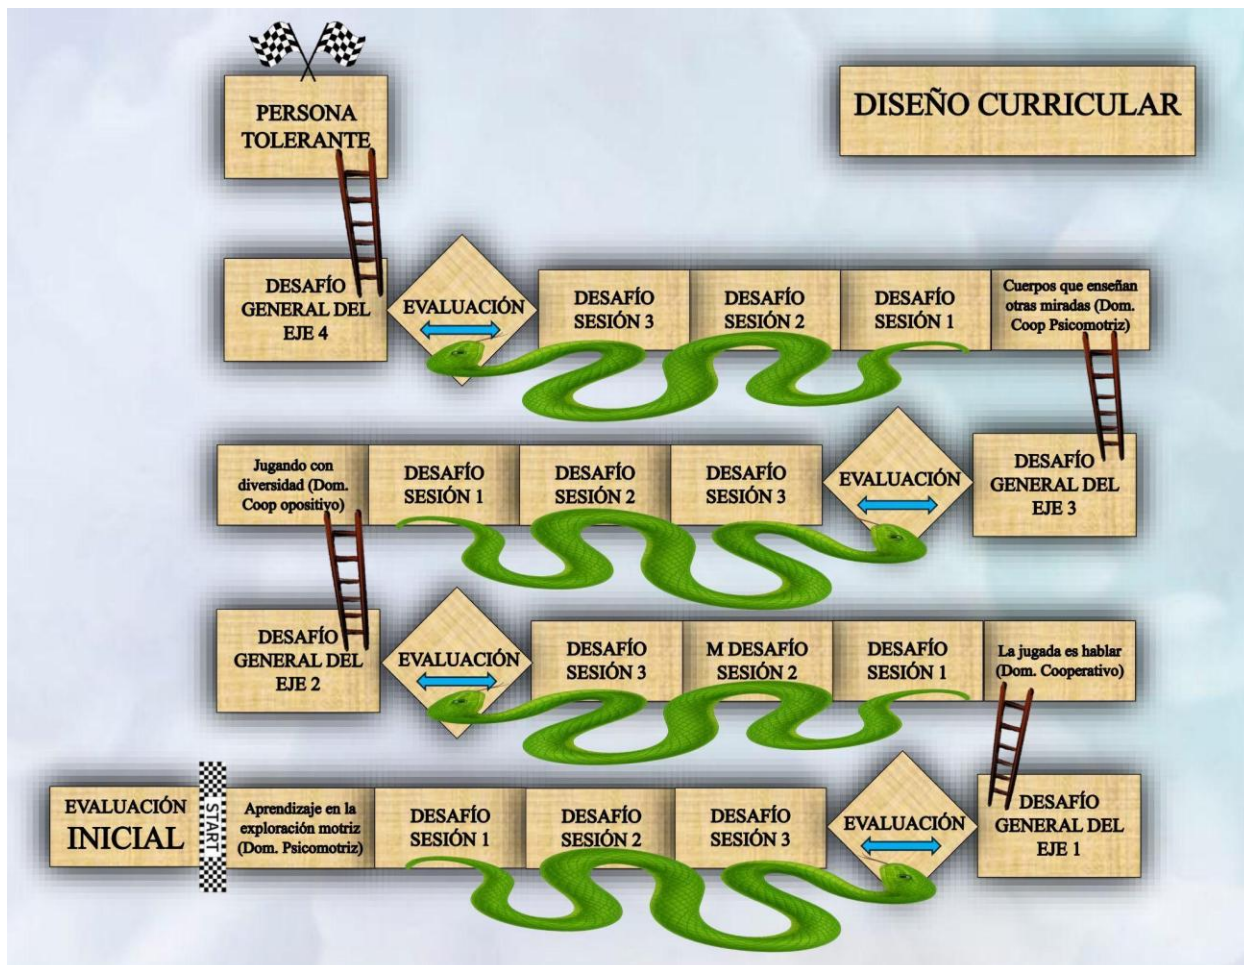 PERSONA
TOLERANTE
DISEÑO CURRICULAR
DESAFÍO
GENERAL DEL
EJE 4
EVALUACIÓN
DESAFÍO
SESIÓN 3
DESAFÍO
SESIÓN 2
DESAFÍO
SESIÓN 1
Cuerpos que enseñan
otras miradas (Dom.
Coop Psicomotriz)
Jugando con
diversidad (Dom.
Coop opositivo)
DESAFÍO
SESIÓN 1
DESAFÍO
SESIÓN 2
DESAFÍO
SESIÓN 3
EVALUACIÓN
DESAFÍO
GENERAL DEL
EJE 3
DESAFÍO
GENERAL DEL
EJE 2
EVALUACIÓN
DESAFÍO
SESIÓN 3
M DESAFÍO
SESIÓN 2
DESAFÍO
SESIÓN 1
La jugada es hablar
(Dom. Cooperativo)
EVALUACIÓN
INICIAL
START
Aprendizaje en la
exploración motriz
(Dom. Psicomotriz)
DESAFÍO
SESIÓN 1
DESAFÍO
SESIÓN 2
DESAFÍO
SESIÓN 3
EVALUACIÓN
DESAFÍO
GENERAL DEL
EJE 1